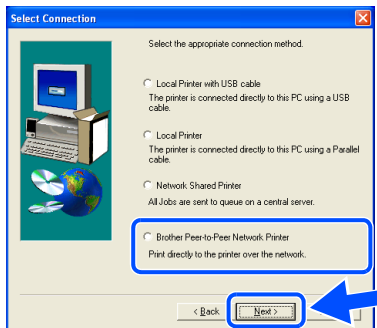 Select Connection
Select the appropriate connection method.
Local Printer with USB cable
The printer is connected directly to this PC using a USB
cable.
Local Printer
The printer is connected directly to this PC using a Parallel
cable.
Network Shared Printer
All Jobs are sent to queue on a central server.
Brother Peer-to-Peer Network Printer
Print directly to the printer over the network.
< Back Next >